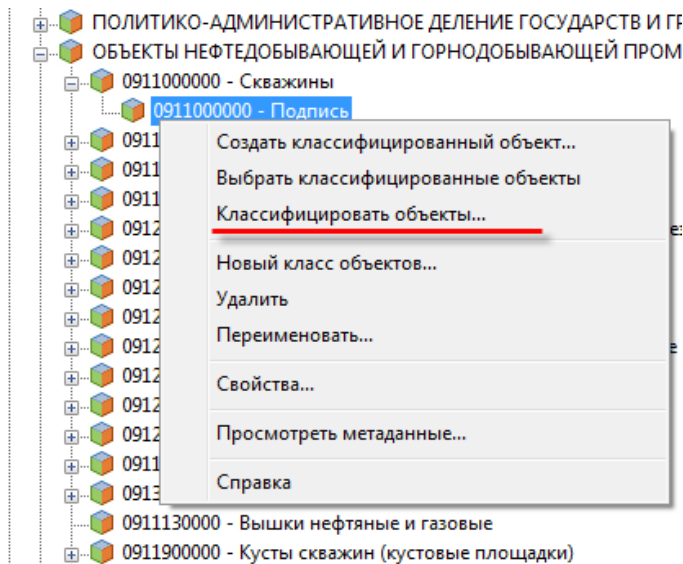 ПОЛИТИКО-АДМИНИСТРАТИВНОЕ ДЕЛЕНИЕ ГОСУДАРСТВ И
ОБЪЕКТЫ НЕФТЕДОБЫВАЮЩЕЙ И ГОРНОДОБЫВАЮЩЕЙ ПРОМ
0911000000 - Скважины
0911000000 - Подпись
0911
Создать классифицированный объект...
0911
Выбрать классифицированные объекты
0911
Классифицировать объекты...
0912
0912
Новый класс объектов...
0912
Удалить
0912
0912
Переименовать...
0912
Свойства...
0912
0912
Просмотреть метаданные...
0911
0913
Справка
0911130000 - Вышки нефтяные и газовые
0911900000 - Кусты скважин (кустовые площадки)